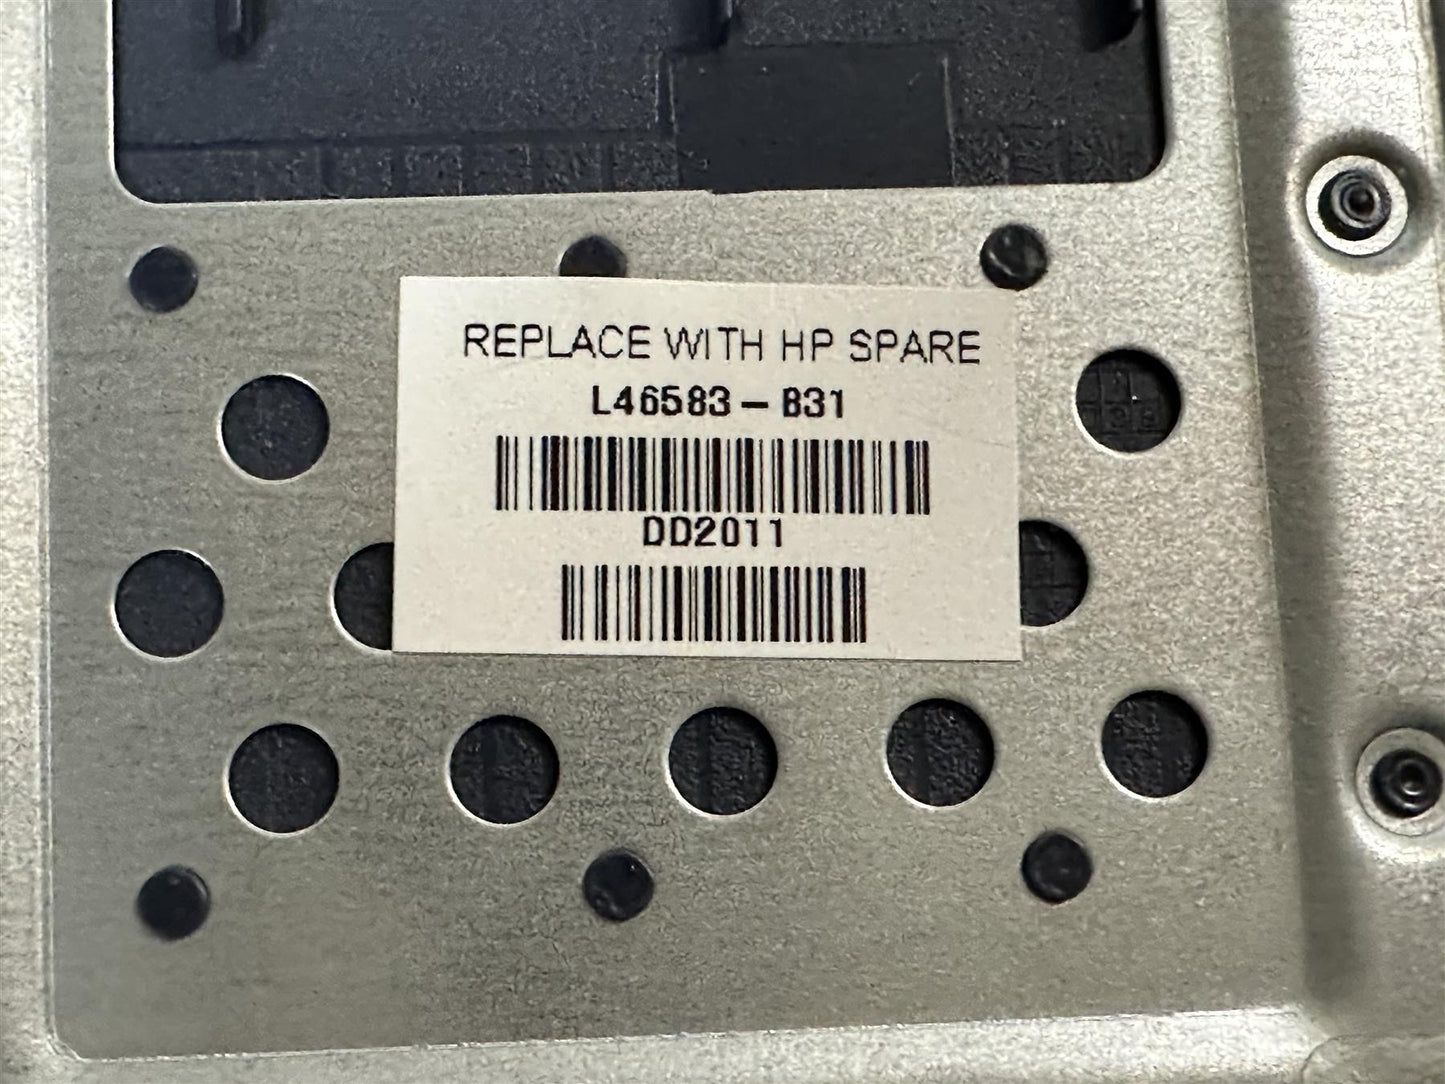 REPLACE WITH HP SPARE
L46583-B31
DD2011